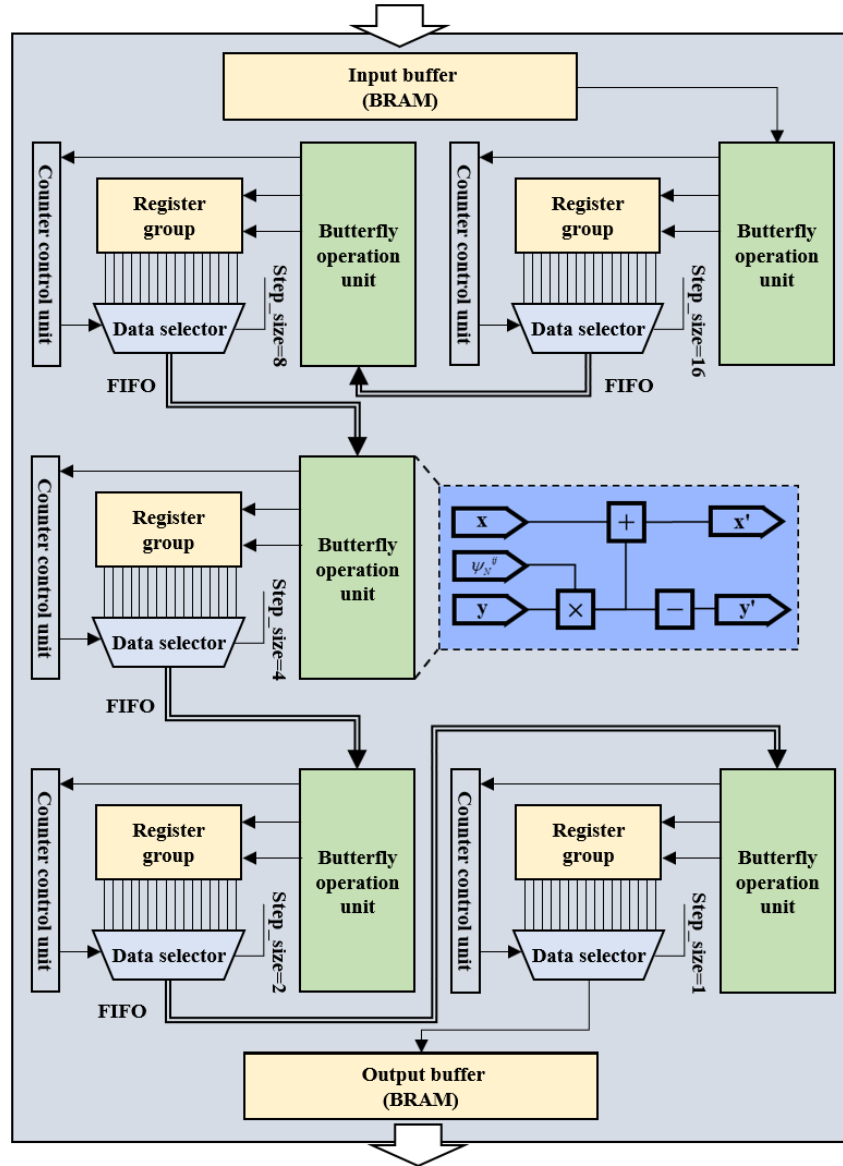 Input buffer
(BRAM)
Counter control unit
Register
group
Data selector
Step_size=8
Butterfly
operation
unit
FIFO
Counter control unit
Register
group
Data selector
Step_size=16
Butterfly
operation
unit
FIFO
Counter control unit
Register
group
Data selector
Step_size=4
Butterfly
operation
unit
FIFO
x
+
x'
ψ_N^ij
y
×
−
y'
Counter control unit
Register
group
Data selector
Step_size=2
Butterfly
operation
unit
FIFO
Counter control unit
Register
group
Data selector
Step_size=1
Butterfly
operation
unit
Output buffer
(BRAM)